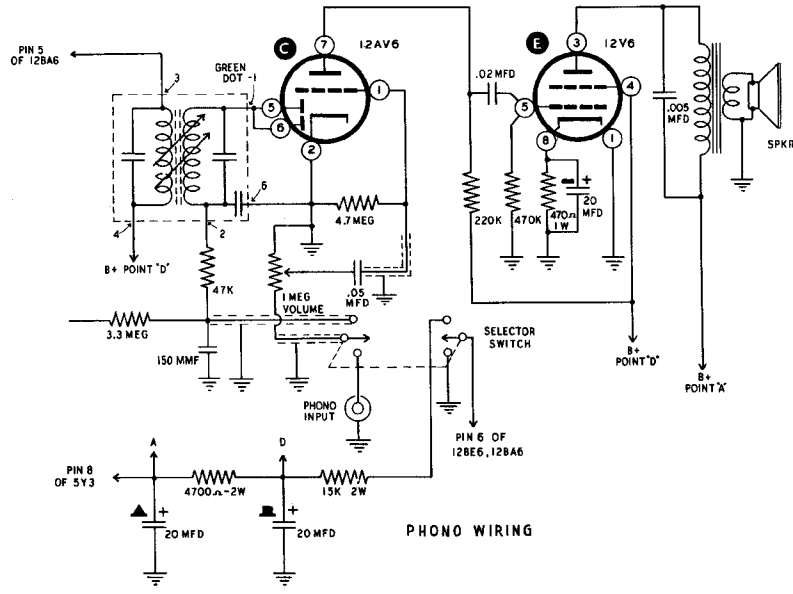 PIN 5
OF 12BA6
3
GREEN
DOT -1
C
12AV6
7
1
5
6
2
6
4
2
B+ POINT "D"
47K
3.3 MEG
150 MMF
4.7 MEG
.05
MFD
1 MEG
VOLUME
PHONO
INPUT
.02 MFD
E
12V6
3
4
5
8
1
220K
470K
470Ω
1W
+
20
MFD
.005
MFD
SPKR
SELECTOR
SWITCH
B+
POINT "D"
B+
POINT "A"
PIN 6 OF
12BE6, 12BA6
A
D
PIN 8
OF 5Y3
4700Ω-2W
15K 2W
+
20 MFD
+
20 MFD
PHONO WIRING